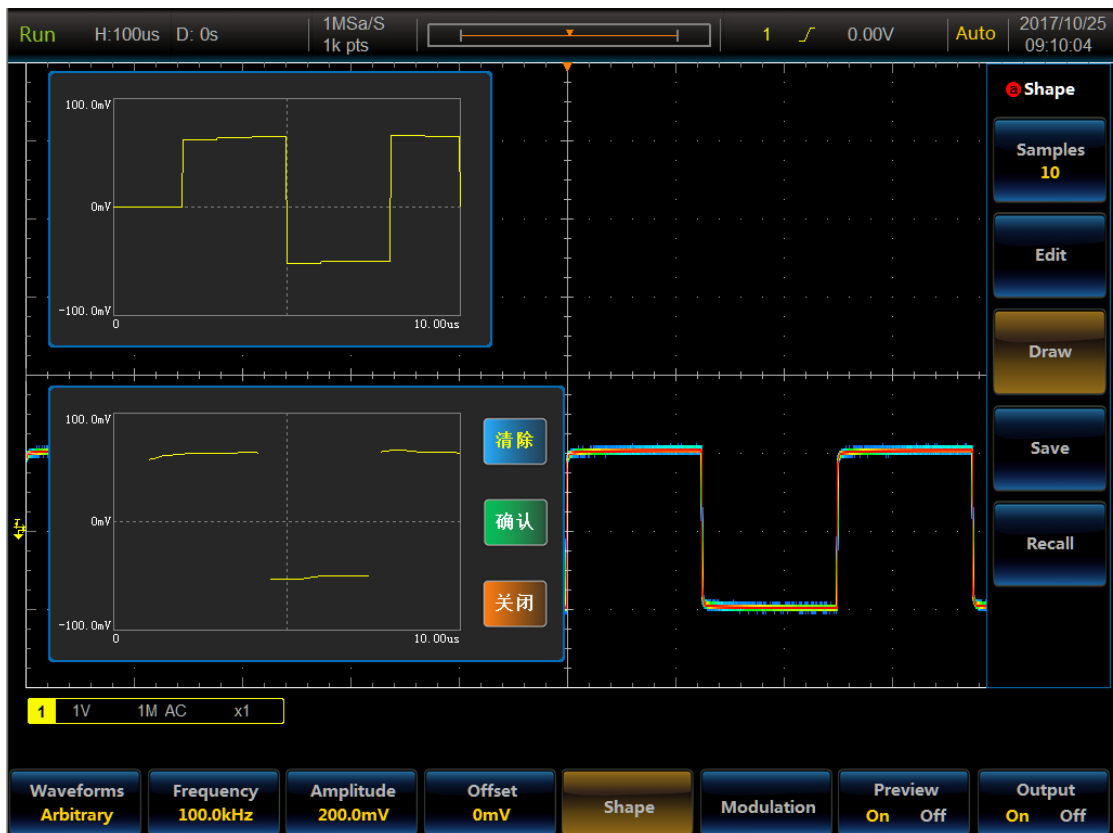 Run H:100us D: 0s 1MSa/S 1 0.00V Auto 2017/10/25
1k pts 09:10:04
a Shape
100.0mV
0mV
-100.0mV
0 10.00us
Samples
10
Edit
Draw
Save
Recall
100.0mV
0mV
-100.0mV
0 10.00us
清除
确认
关闭
1 1V 1M AC x1
Waveforms
Arbitrary
Frequency
100.0kHz
Amplitude
200.0mV
Offset
0mV
Shape
Modulation
Preview
On Off
Output
On Off